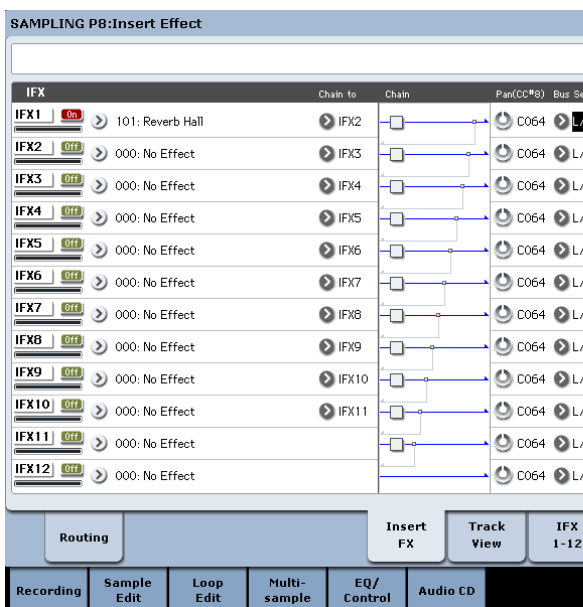 SAMPLING P8:Insert Effect
IFX Chain to Chain Pan(CC#8) Bus Se
IFX1 On 101: Reverb Hall IFX2 C064 L/
IFX2 Off 000: No Effect IFX3 C064 L/
IFX3 Off 000: No Effect IFX4 C064 L/
IFX4 Off 000: No Effect IFX5 C064 L/
IFX5 Off 000: No Effect IFX6 C064 L/
IFX6 Off 000: No Effect IFX7 C064 L/
IFX7 Off 000: No Effect IFX8 C064 L/
IFX8 Off 000: No Effect IFX9 C064 L/
IFX9 Off 000: No Effect IFX10 C064 L/
IFX10 Off 000: No Effect IFX11 C064 L/
IFX11 Off 000: No Effect C064 L/
IFX12 Off 000: No Effect C064 L/
Routing
Insert
FX
Track
View
IFX
1-12
Recording
Sample
Edit
Loop
Edit
Multi-
sample
EQ/
Control
Audio CD